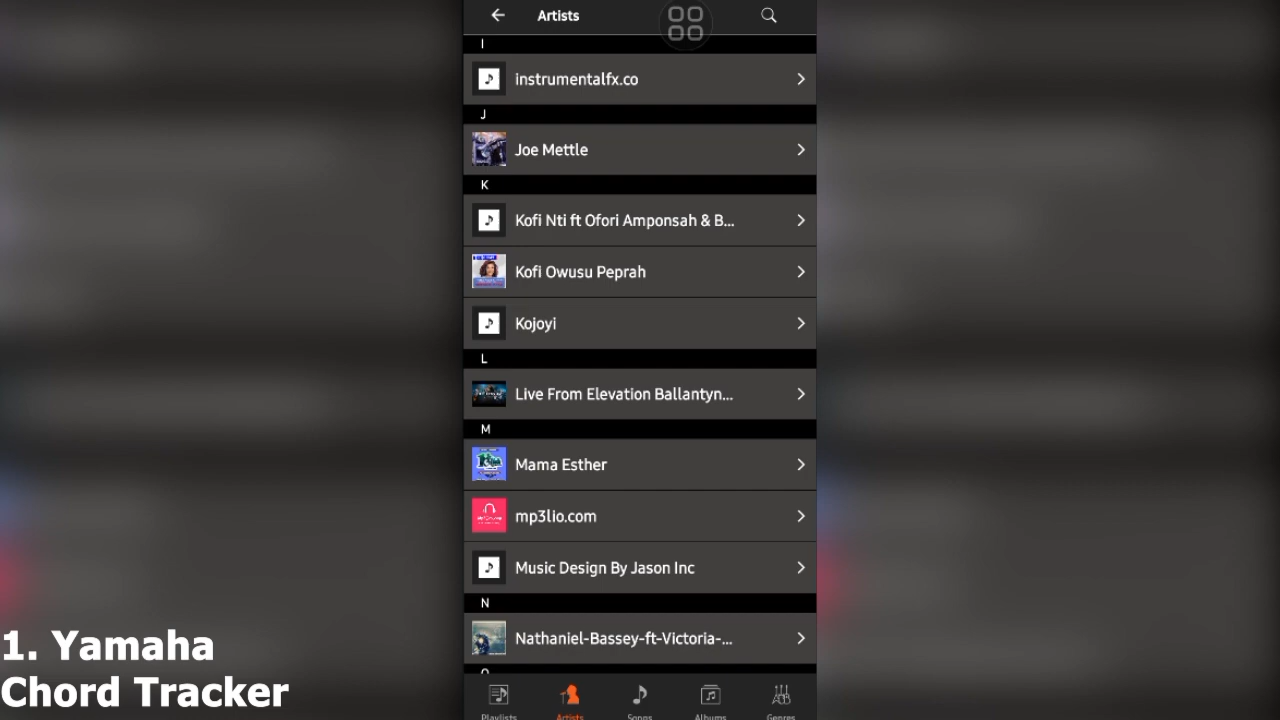 Artists
I
instrumentalfx.co
J
Joe Mettle
K
Kofi Nti ft Ofori Amponsah & B...
Kofi Owusu Peprah
Kojoyi
L
Live From Elevation Ballantyn...
M
Mama Esther
mp3lio.com
Music Design By Jason Inc
N
Nathaniel-Bassey-ft-Victoria-...
Playlists Artists Songs Albums Genres
1. Yamaha
Chord Tracker